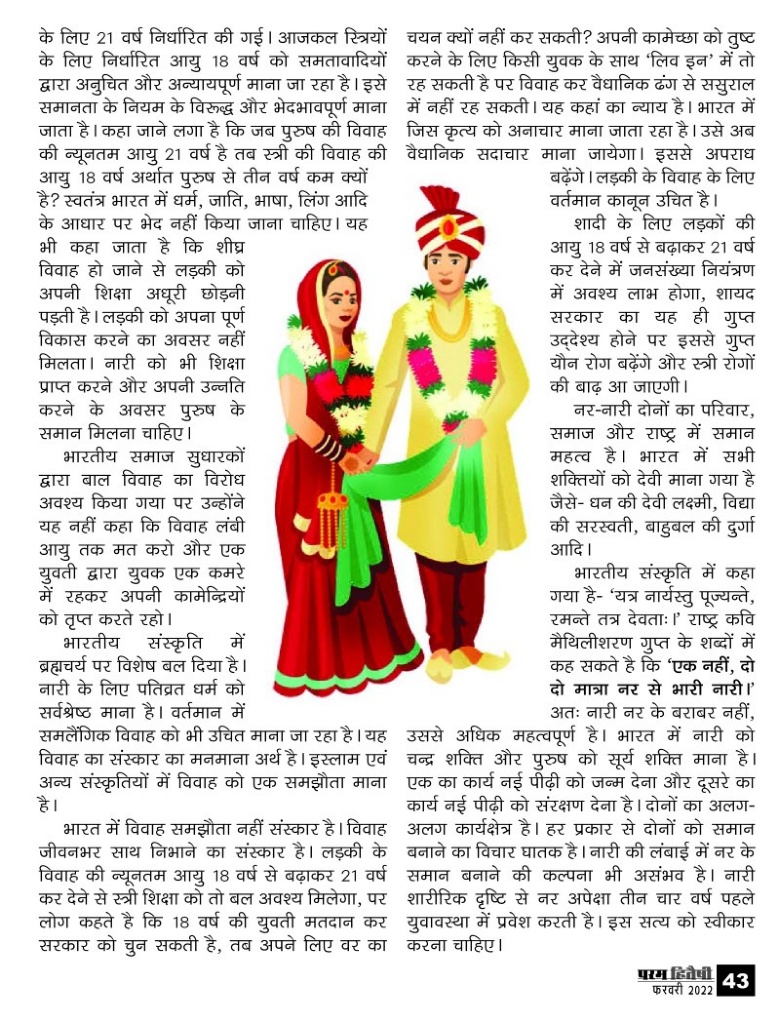 के लिए 21 वर्ष निर्धारित की गई। आजकल स्त्रियों
के लिए निर्धारित आयु 18 वर्ष को समतावादियों
द्वारा अनुचित और अन्यायपूर्ण माना जा रहा है। इसे
समानता के नियम के विरुद्ध और भेदभावपूर्ण माना
जाता है। कहा जाने लगा है कि जब पुरुष की विवाह
की न्यूनतम आयु 21 वर्ष है तब स्त्री की विवाह की
आयु 18 वर्ष अर्थात पुरुष से तीन वर्ष कम क्यों
है? स्वतंत्र भारत में धर्म, जाति, भाषा, लिंग आदि
के आधार पर भेद नहीं किया जाना चाहिए। यह
भी कहा जाता है कि शीघ्र
विवाह हो जाने से लड़की को
अपनी शिक्षा अधूरी छोड़नी
पड़ती है। लड़की को अपना पूर्ण
विकास करने का अवसर नहीं
मिलता। नारी को भी शिक्षा
प्राप्त करने और अपनी उन्नति
करने के अवसर पुरुष के
समान मिलना चाहिए।
भारतीय समाज सुधारकों
द्वारा बाल विवाह का विरोध
अवश्य किया गया पर उन्होंने
यह नहीं कहा कि विवाह लंबी
आयु तक मत करो और एक
युवती द्वारा युवक एक कमरे
में रहकर अपनी कामेन्द्रियों
को तृप्त करते रहो।
भारतीय संस्कृति में
ब्रह्मचर्य पर विशेष बल दिया है।
नारी के लिए पतिव्रत धर्म को
सर्वश्रेष्ठ माना है। वर्तमान में
समलैंगिक विवाह को भी उचित माना जा रहा है। यह
विवाह का संस्कार का मनमाना अर्थ है। इस्लाम एवं
अन्य संस्कृतियों में विवाह को एक समझौता माना
है।
भारत में विवाह समझौता नहीं संस्कार है। विवाह
जीवनभर साथ निभाने का संस्कार है। लड़की के
विवाह की न्यूनतम आयु 18 वर्ष से बढ़ाकर 21 वर्ष
कर देने से स्त्री शिक्षा को तो बल अवश्य मिलेगा, पर
लोग कहते है कि 18 वर्ष की युवती मतदान कर
सरकार को चुन सकती है, तब अपने लिए वर का
चयन क्यों नहीं कर सकती? अपनी कामेच्छा को तुष्ट
करने के लिए किसी युवक के साथ ‘लिव इन’ में तो
रह सकती है पर विवाह कर वैधानिक ढंग से ससुराल
में नहीं रह सकती। यह कहां का न्याय है। भारत में
जिस कृत्य को अनाचार माना जाता रहा है। उसे अब
वैधानिक सदाचार माना जायेगा। इससे अपराध
बढ़ेंगे। लड़की के विवाह के लिए
वर्तमान कानून उचित है।
शादी के लिए लड़कों की
आयु 18 वर्ष से बढ़ाकर 21 वर्ष
कर देने में जनसंख्या नियंत्रण
में अवश्य लाभ होगा, शायद
सरकार का यह ही गुप्त
उद्देश्य होने पर इससे गुप्त
यौन रोग बढ़ेंगे और स्त्री रोगों
की बाढ़ आ जाएगी।
नर-नारी दोनों का परिवार,
समाज और राष्ट्र में समान
महत्व है। भारत में सभी
शक्तियों को देवी माना गया है
जैसे- धन की देवी लक्ष्मी, विद्या
की सरस्वती, बाहुबल की दुर्गा
आदि।
भारतीय संस्कृति में कहा
गया है- ‘यत्र नार्यस्तु पूज्यन्ते,
रमन्ते तत्र देवताः।’ राष्ट्र कवि
मैथिलीशरण गुप्त के शब्दों में
कह सकते है कि ‘एक नहीं, दो
दो मात्रा नर से भारी नारी।’
अतः नारी नर के बराबर नहीं,
उससे अधिक महत्वपूर्ण है। भारत में नारी को
चन्द्र शक्ति और पुरुष को सूर्य शक्ति माना है।
एक का कार्य नई पीढ़ी को जन्म देना और दूसरे का
कार्य नई पीढ़ी को संरक्षण देना है। दोनों का अलग-
अलग कार्यक्षेत्र है। हर प्रकार से दोनों को समान
बनाने का विचार घातक है। नारी की लंबाई में नर के
समान बनाने की कल्पना भी असंभव है। नारी
शारीरिक दृष्टि से नर अपेक्षा तीन चार वर्ष पहले
युवावस्था में प्रवेश करती है। इस सत्य को स्वीकार
करना चाहिए।
परम हितैषी
फरवरी 2022
43